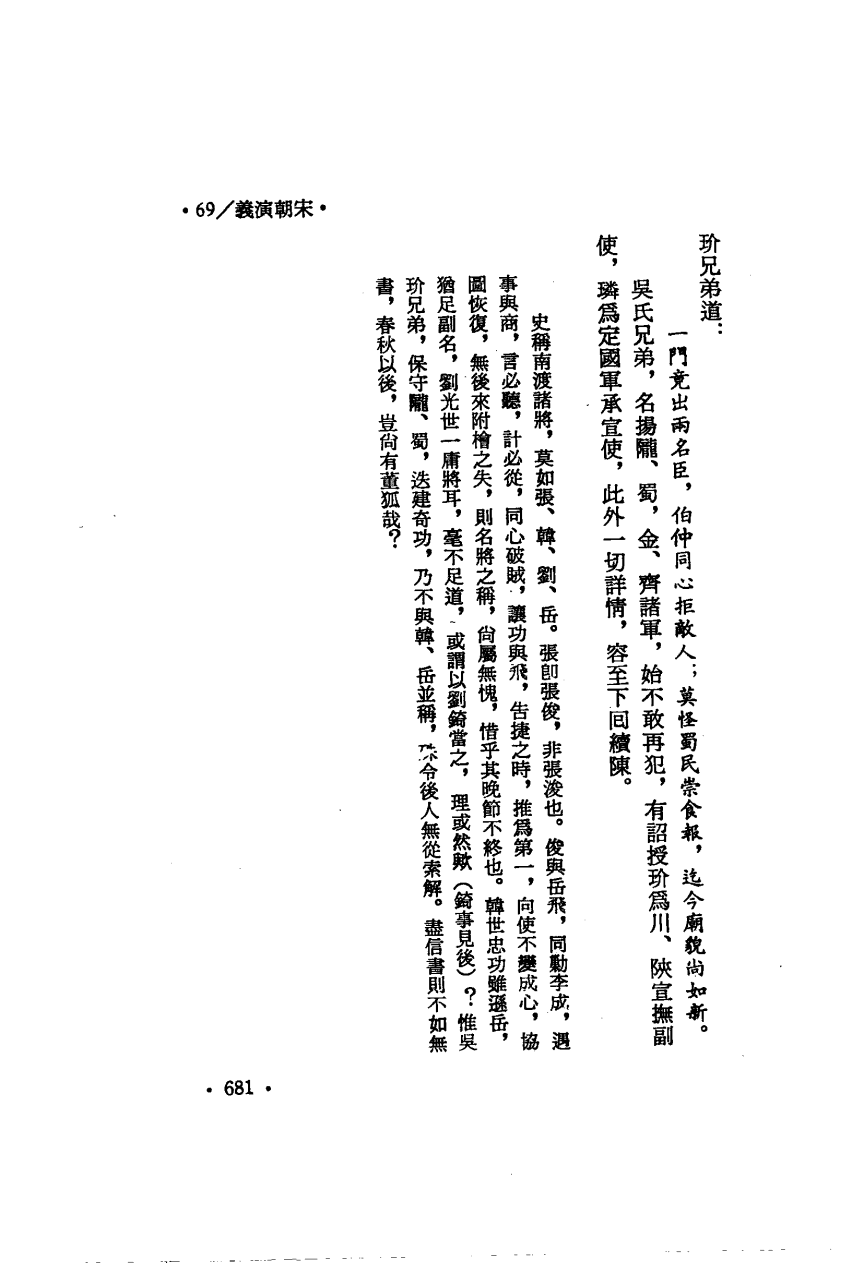 •69/義演朝宋•
玠兄弟道：
一門竟出兩名臣，伯仲同心拒敵人；莫怪蜀民崇食報，迄今廟貌尚如新。
吳氏兄弟，名揚隴、蜀，金、齊諸軍，始不敢再犯，有詔授玠爲川、陝宣撫副
使，璘爲定國軍承宣使，此外一切詳情，容至下回續陳。
史稱南渡諸將，莫如張、韓、劉、岳。張卽張俊，非張浚也。俊與岳飛，同勦李成，遇
事與商，言必聽，計必從，同心破賊，讓功與飛，告捷之時，推爲第一，向使不變成心，協
圖恢復，無後來附檜之失，則名將之稱，尚屬無愧，惜乎其晚節不終也。韓世忠功雖遜岳，
猶足副名，劉光世一庸將耳，毫不足道，或謂以劉錡當之，理或然歟（錡事見後）？惟吳
玠兄弟，保守隴、蜀，迭建奇功，乃不與韓、岳並稱，殊令後人無從索解。盡信書則不如無
書，春秋以後，豈尚有董狐哉？
•681•